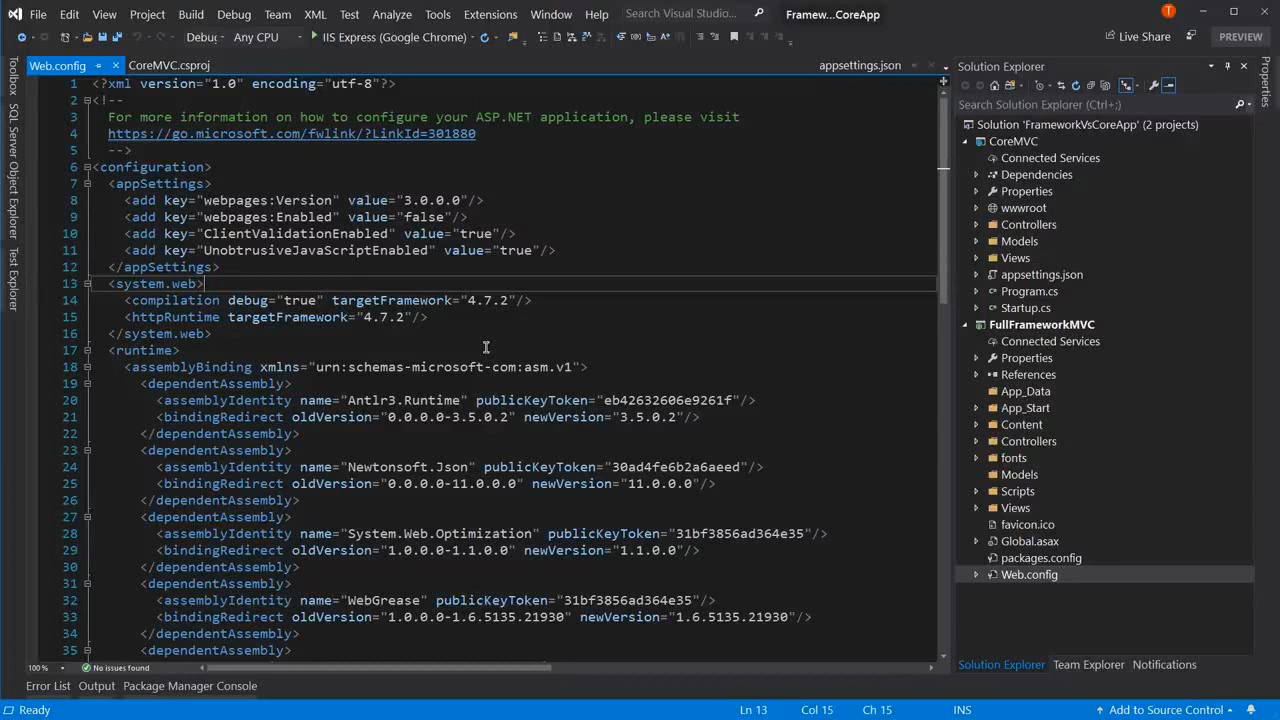 File Edit View Project Build Debug Team XML Test Analyze Tools Extensions Window Help Search Visual Studio... Framew...CoreApp T
Debug Any CPU IIS Express (Google Chrome) Live Share PREVIEW
Web.config CoreMVC.csproj appsettings.json
Toolbox
SQL Server Object Explorer
Test Explorer
1 <?xml version="1.0" encoding="utf-8"?>
2 <!--
3 For more information on how to configure your ASP.NET application, please visit
4 https://go.microsoft.com/fwlink/?LinkId=301880
5 -->
6 <configuration>
7 <appSettings>
8 <add key="webpages:Version" value="3.0.0.0"/>
9 <add key="webpages:Enabled" value="false"/>
10 <add key="ClientValidationEnabled" value="true"/>
11 <add key="UnobtrusiveJavaScriptEnabled" value="true"/>
12 </appSettings>
13 <system.web>
14 <compilation debug="true" targetFramework="4.7.2"/>
15 <httpRuntime targetFramework="4.7.2"/>
16 </system.web>
17 <runtime>
18 <assemblyBinding xmlns="urn:schemas-microsoft-com:asm.v1">
19 <dependentAssembly>
20 <assemblyIdentity name="Antlr3.Runtime" publicKeyToken="eb42632606e9261f"/>
21 <bindingRedirect oldVersion="0.0.0.0-3.5.0.2" newVersion="3.5.0.2"/>
22 </dependentAssembly>
23 <dependentAssembly>
24 <assemblyIdentity name="Newtonsoft.Json" publicKeyToken="30ad4fe6b2a6aeed"/>
25 <bindingRedirect oldVersion="0.0.0.0-11.0.0.0" newVersion="11.0.0.0"/>
26 </dependentAssembly>
27 <dependentAssembly>
28 <assemblyIdentity name="System.Web.Optimization" publicKeyToken="31bf3856ad364e35"/>
29 <bindingRedirect oldVersion="1.0.0.0-1.1.0.0" newVersion="1.1.0.0"/>
30 </dependentAssembly>
31 <dependentAssembly>
32 <assemblyIdentity name="WebGrease" publicKeyToken="31bf3856ad364e35"/>
33 <bindingRedirect oldVersion="1.0.0.0-1.6.5135.21930" newVersion="1.6.5135.21930"/>
34 </dependentAssembly>
35 <dependentAssembly>
100 % No issues found
Solution Explorer
Search Solution Explorer (Ctrl+;)
Solution 'FrameworkVsCoreApp' (2 projects)
CoreMVC
Connected Services
Dependencies
Properties
wwwroot
Controllers
Models
Views
appsettings.json
Program.cs
Startup.cs
FullFrameworkMVC
Connected Services
Properties
References
App_Data
App_Start
Content
Controllers
fonts
Models
Scripts
Views
favicon.ico
Global.asax
packages.config
Web.config
Solution Explorer Team Explorer Notifications
Properties
Error List Output Package Manager Console
Ready Ln 13 Col 15 Ch 15 INS Add to Source Control